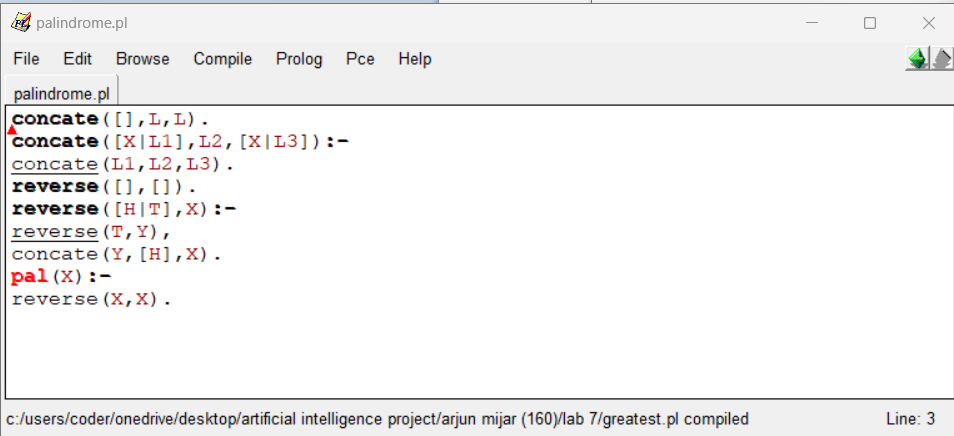 palindrome.pl
File Edit Browse Compile Prolog Pce Help
palindrome.pl
concate([],L,L).
concate([X|L1],L2,[X|L3]):-
concate(L1,L2,L3).
reverse([],[]).
reverse([H|T],X):-
reverse(T,Y),
concate(Y,[H],X).
pal(X):-
reverse(X,X).
c:/users/coder/onedrive/desktop/artificial intelligence project/arjun mijar (160)/lab 7/greatest.pl compiled Line: 3